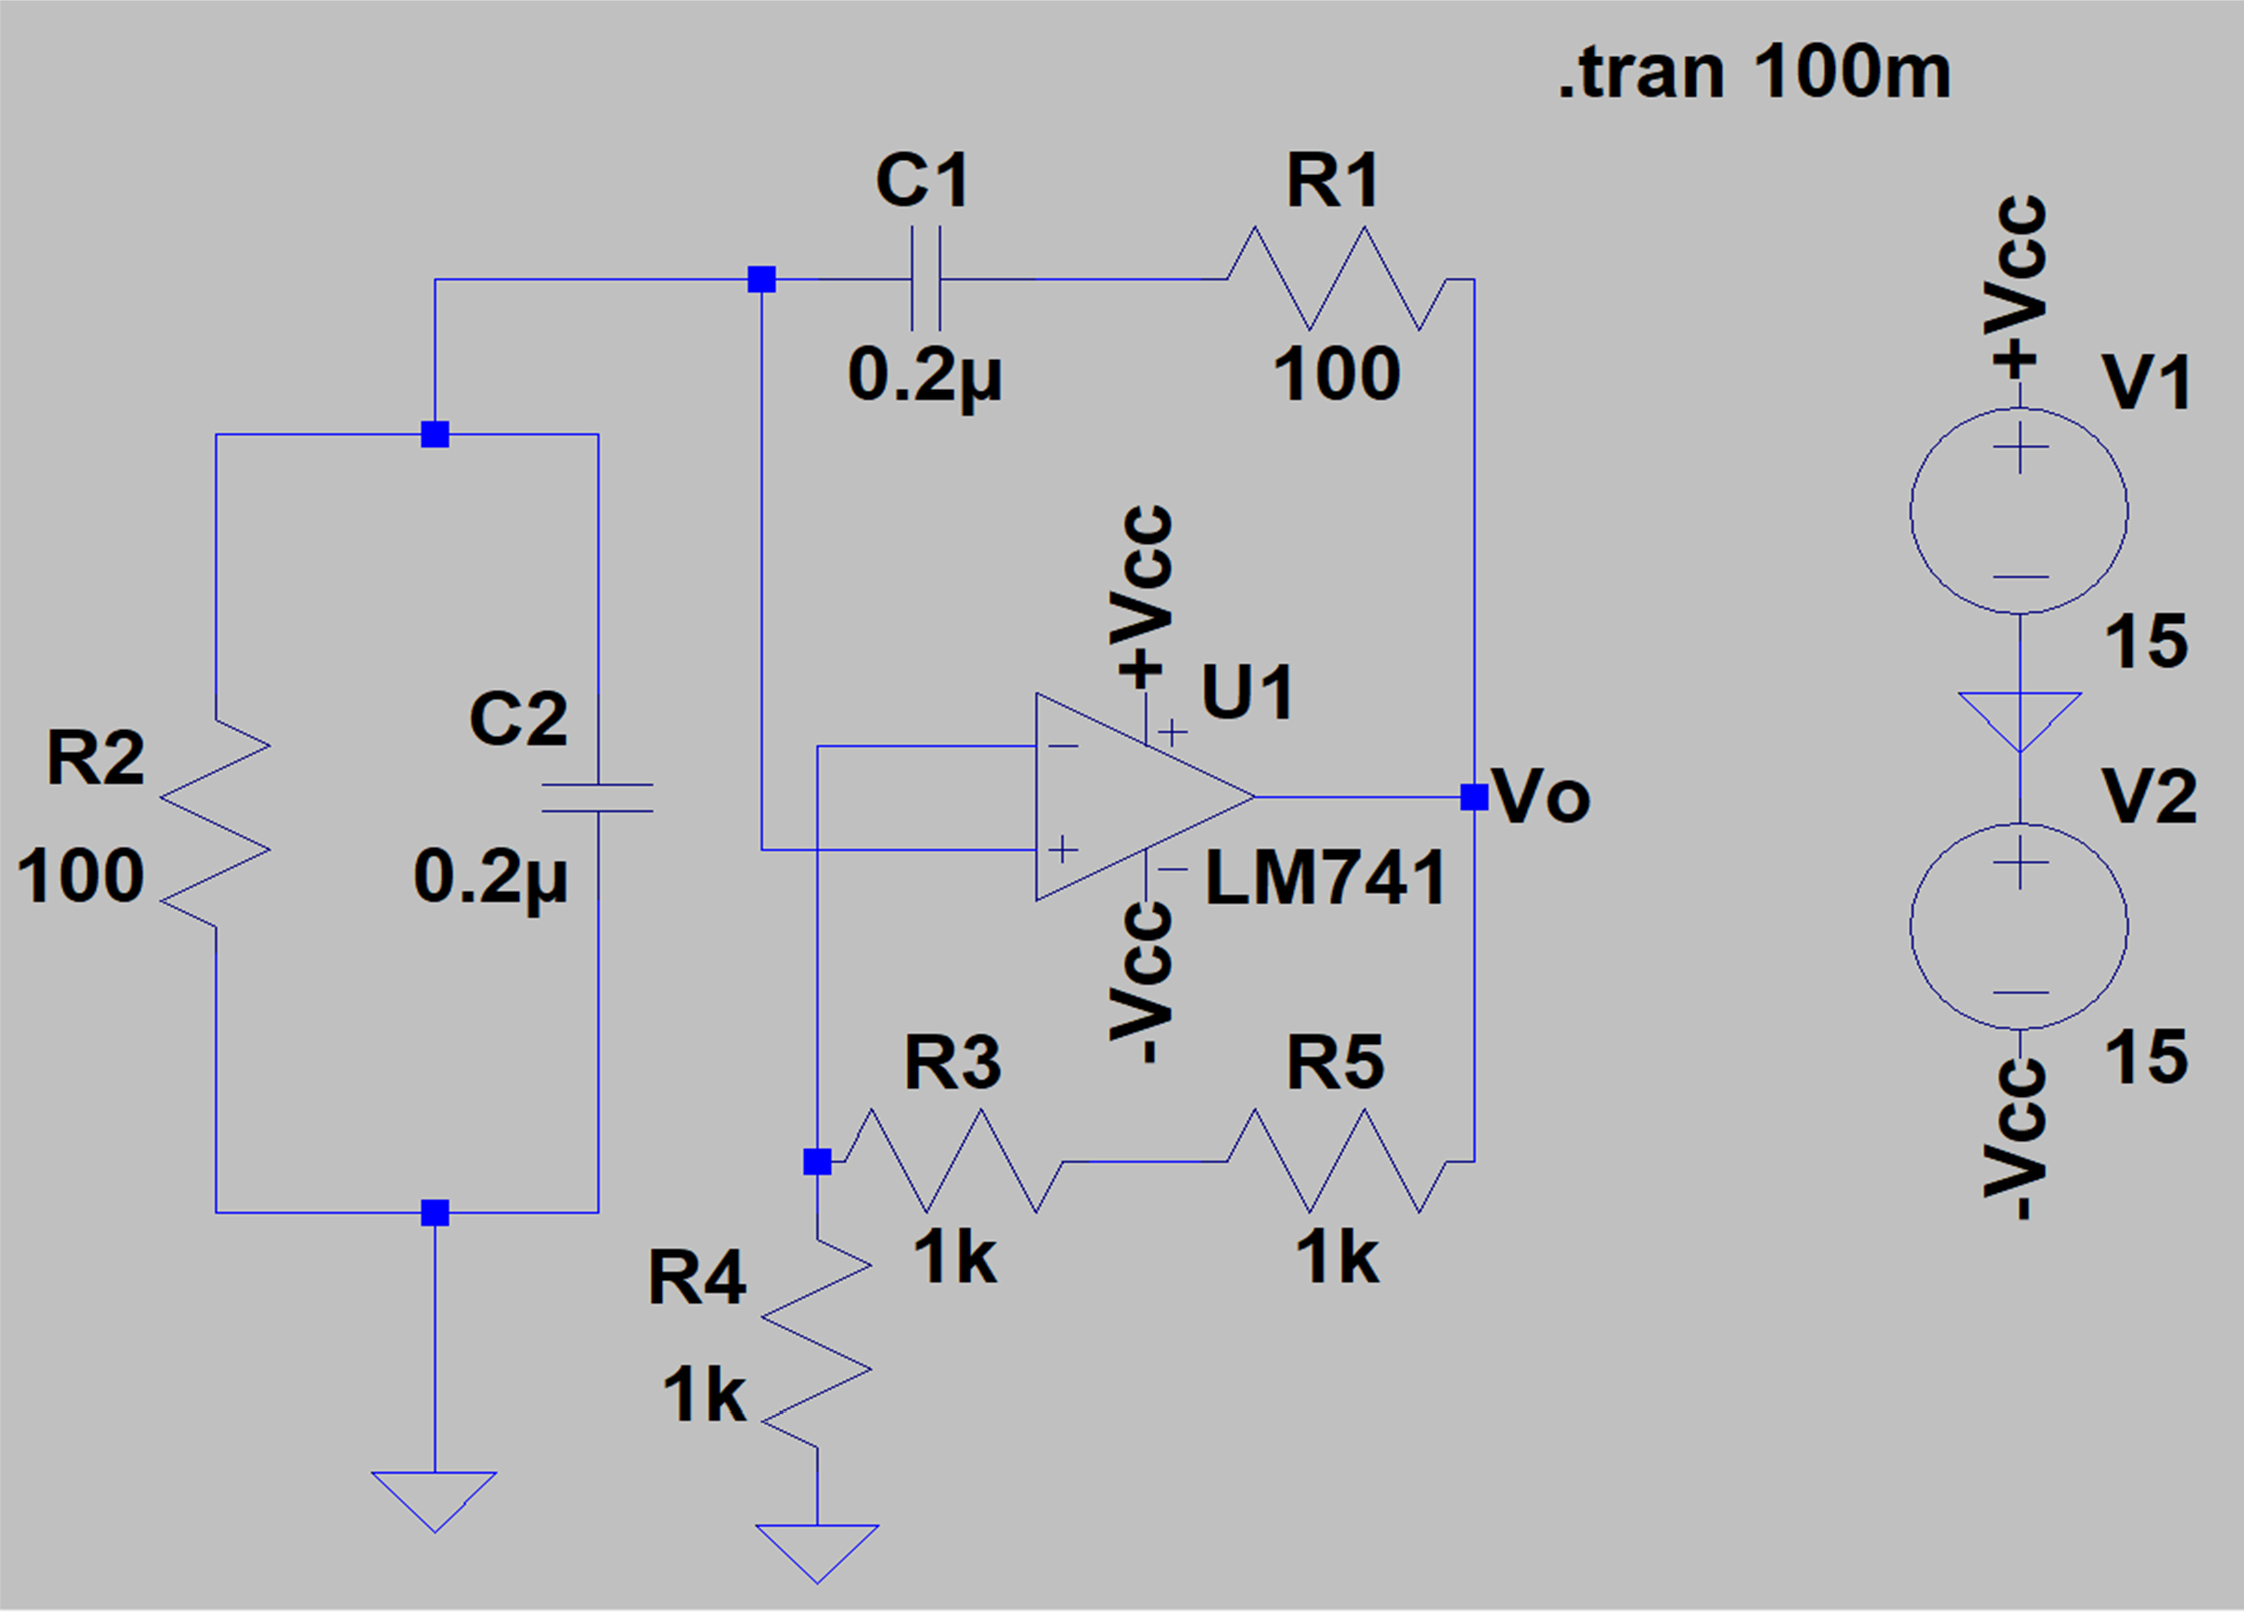 .tran 100m
C1
R1
0.2µ
100
+Vcc
V1
15
+Vcc
U1
LM741
-Vcc
Vo
R2
100
C2
0.2µ
V2
15
-Vcc
R3
1k
R5
1k
R4
1k